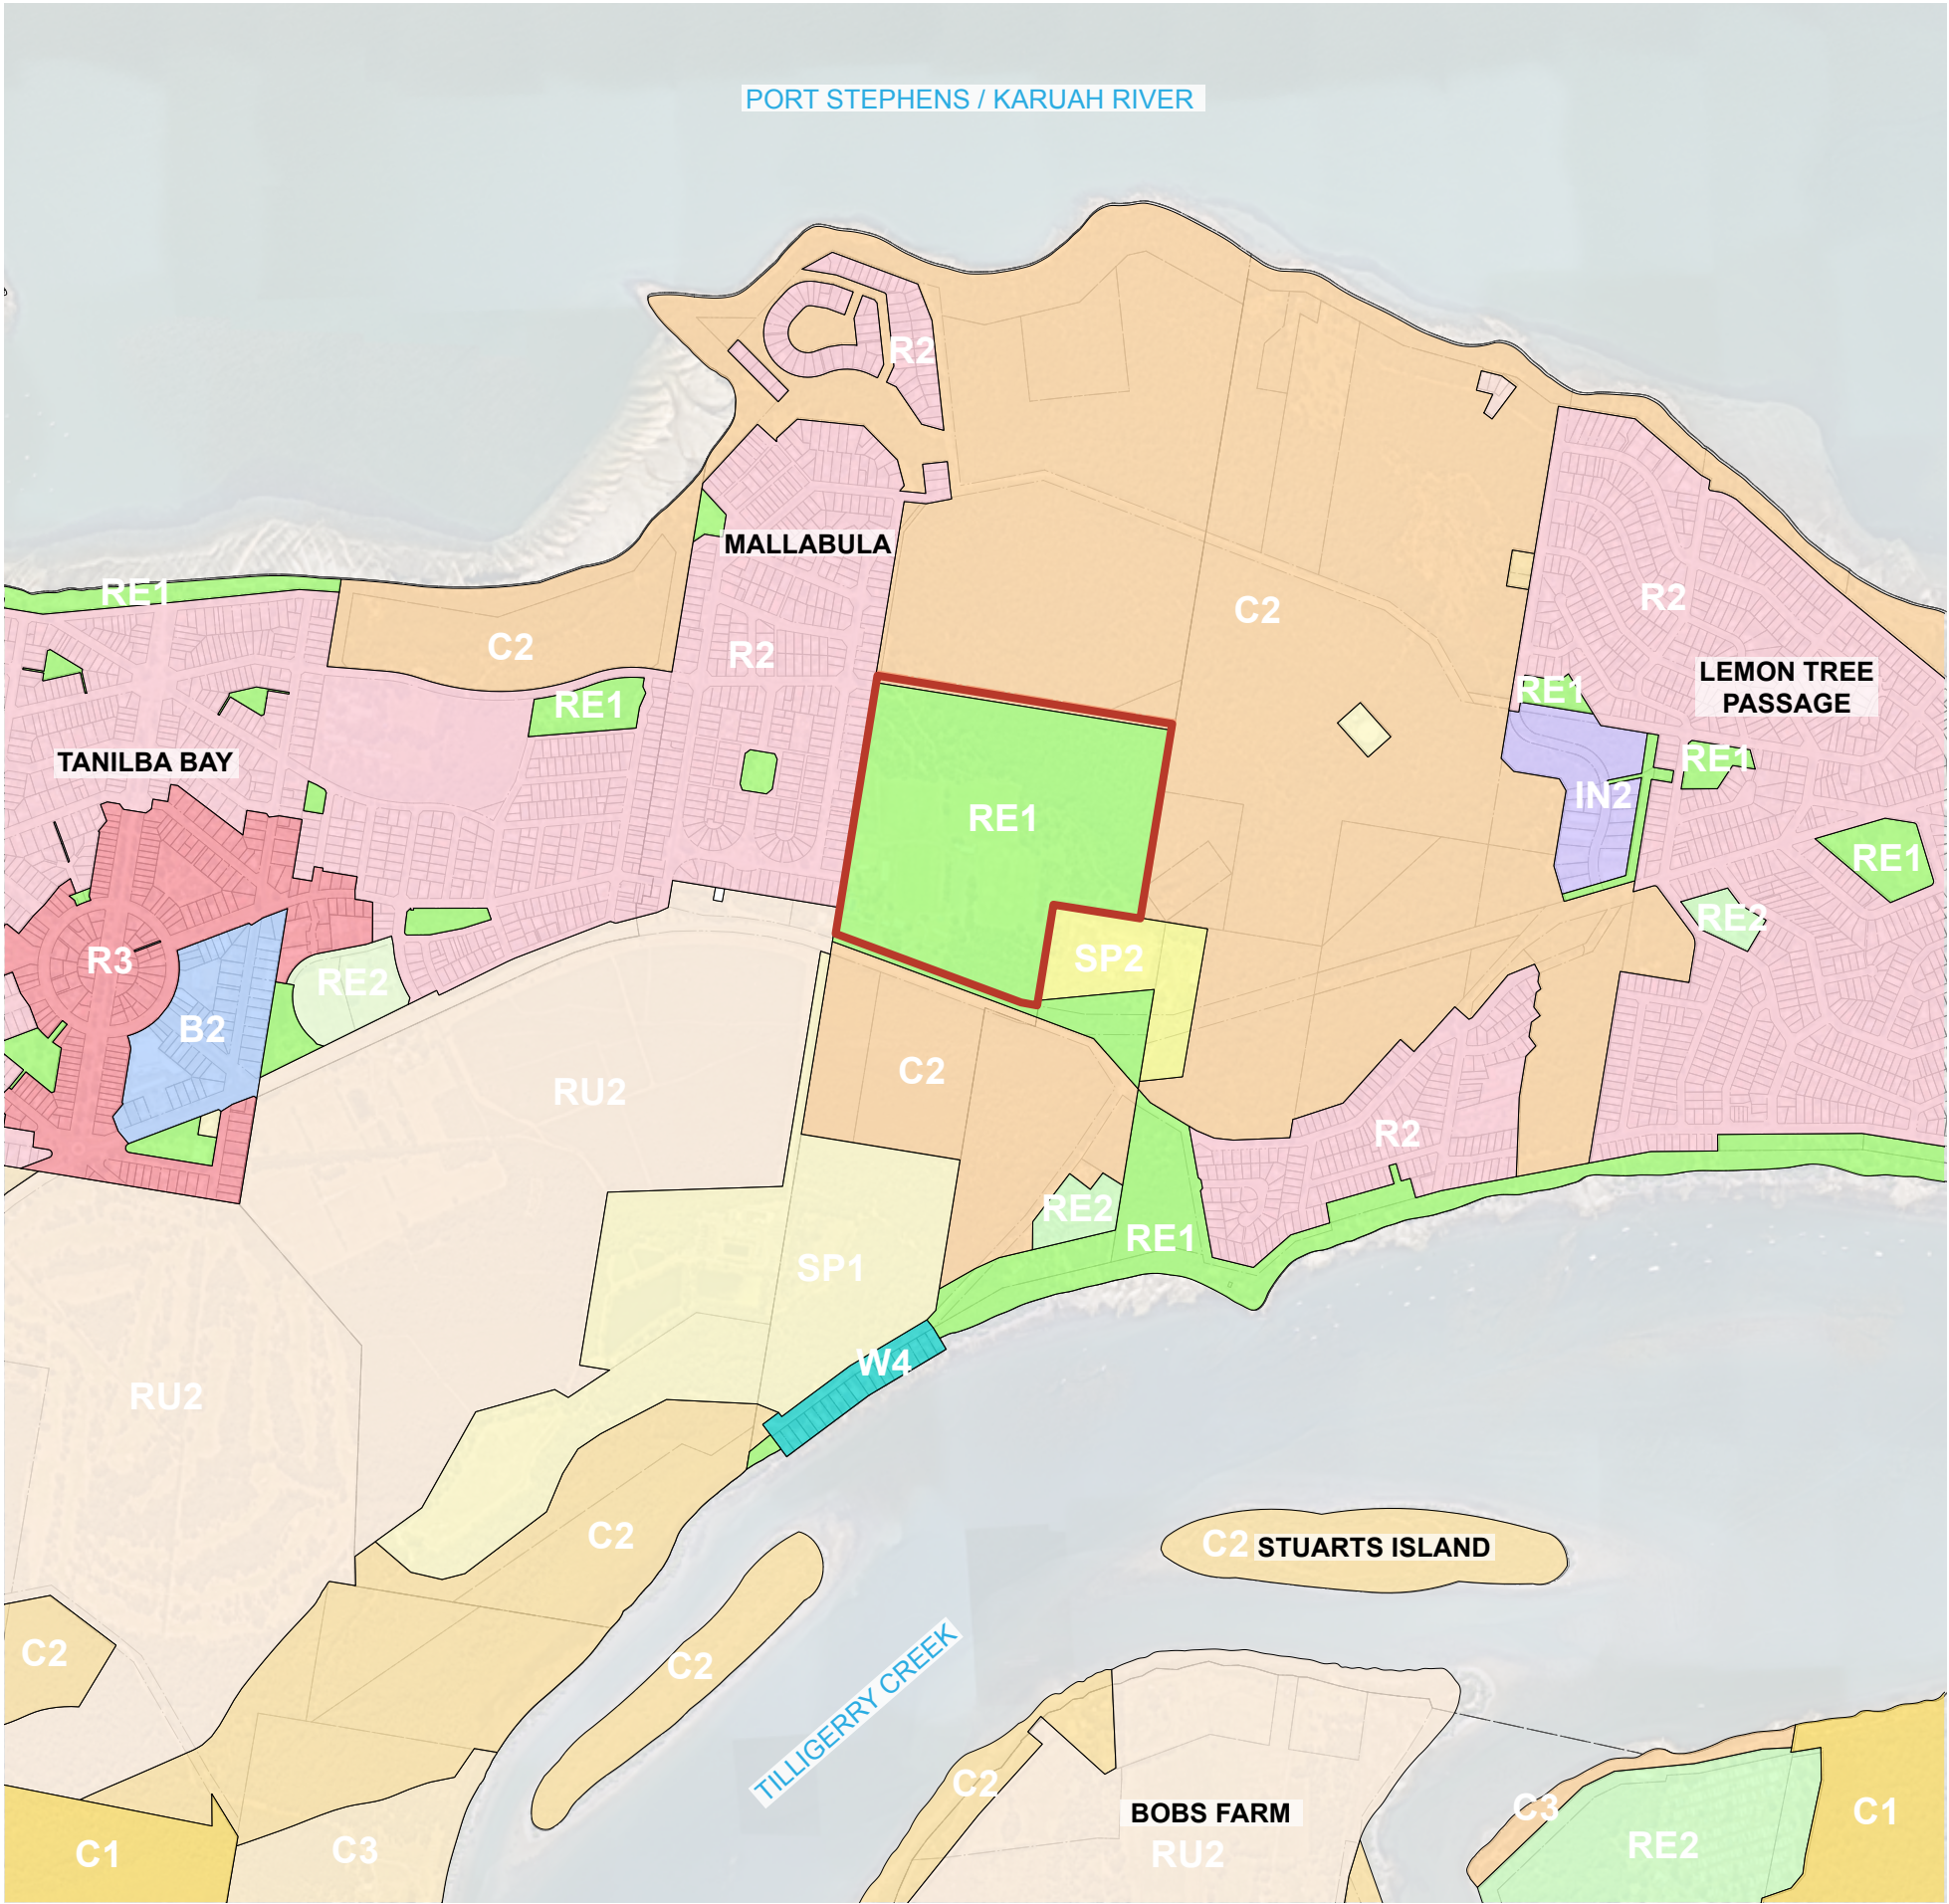 PORT STEPHENS / KARUAH RIVER
R2
MALLABULA
RE1
C2
R2
C2
R2
RE1
RE1
LEMON TREE
PASSAGE
TANILBA BAY
RE1
RE1
IN2
RE1
RE2
R3
RE2
SP2
B2
C2
RU2
R2
RE2
RE1
SP1
W4
RU2
C2
C2
STUARTS ISLAND
C2
C2
TILLIGERRY CREEK
C2
BOBS FARM
RU2
C3
C1
C1
C3
RE2